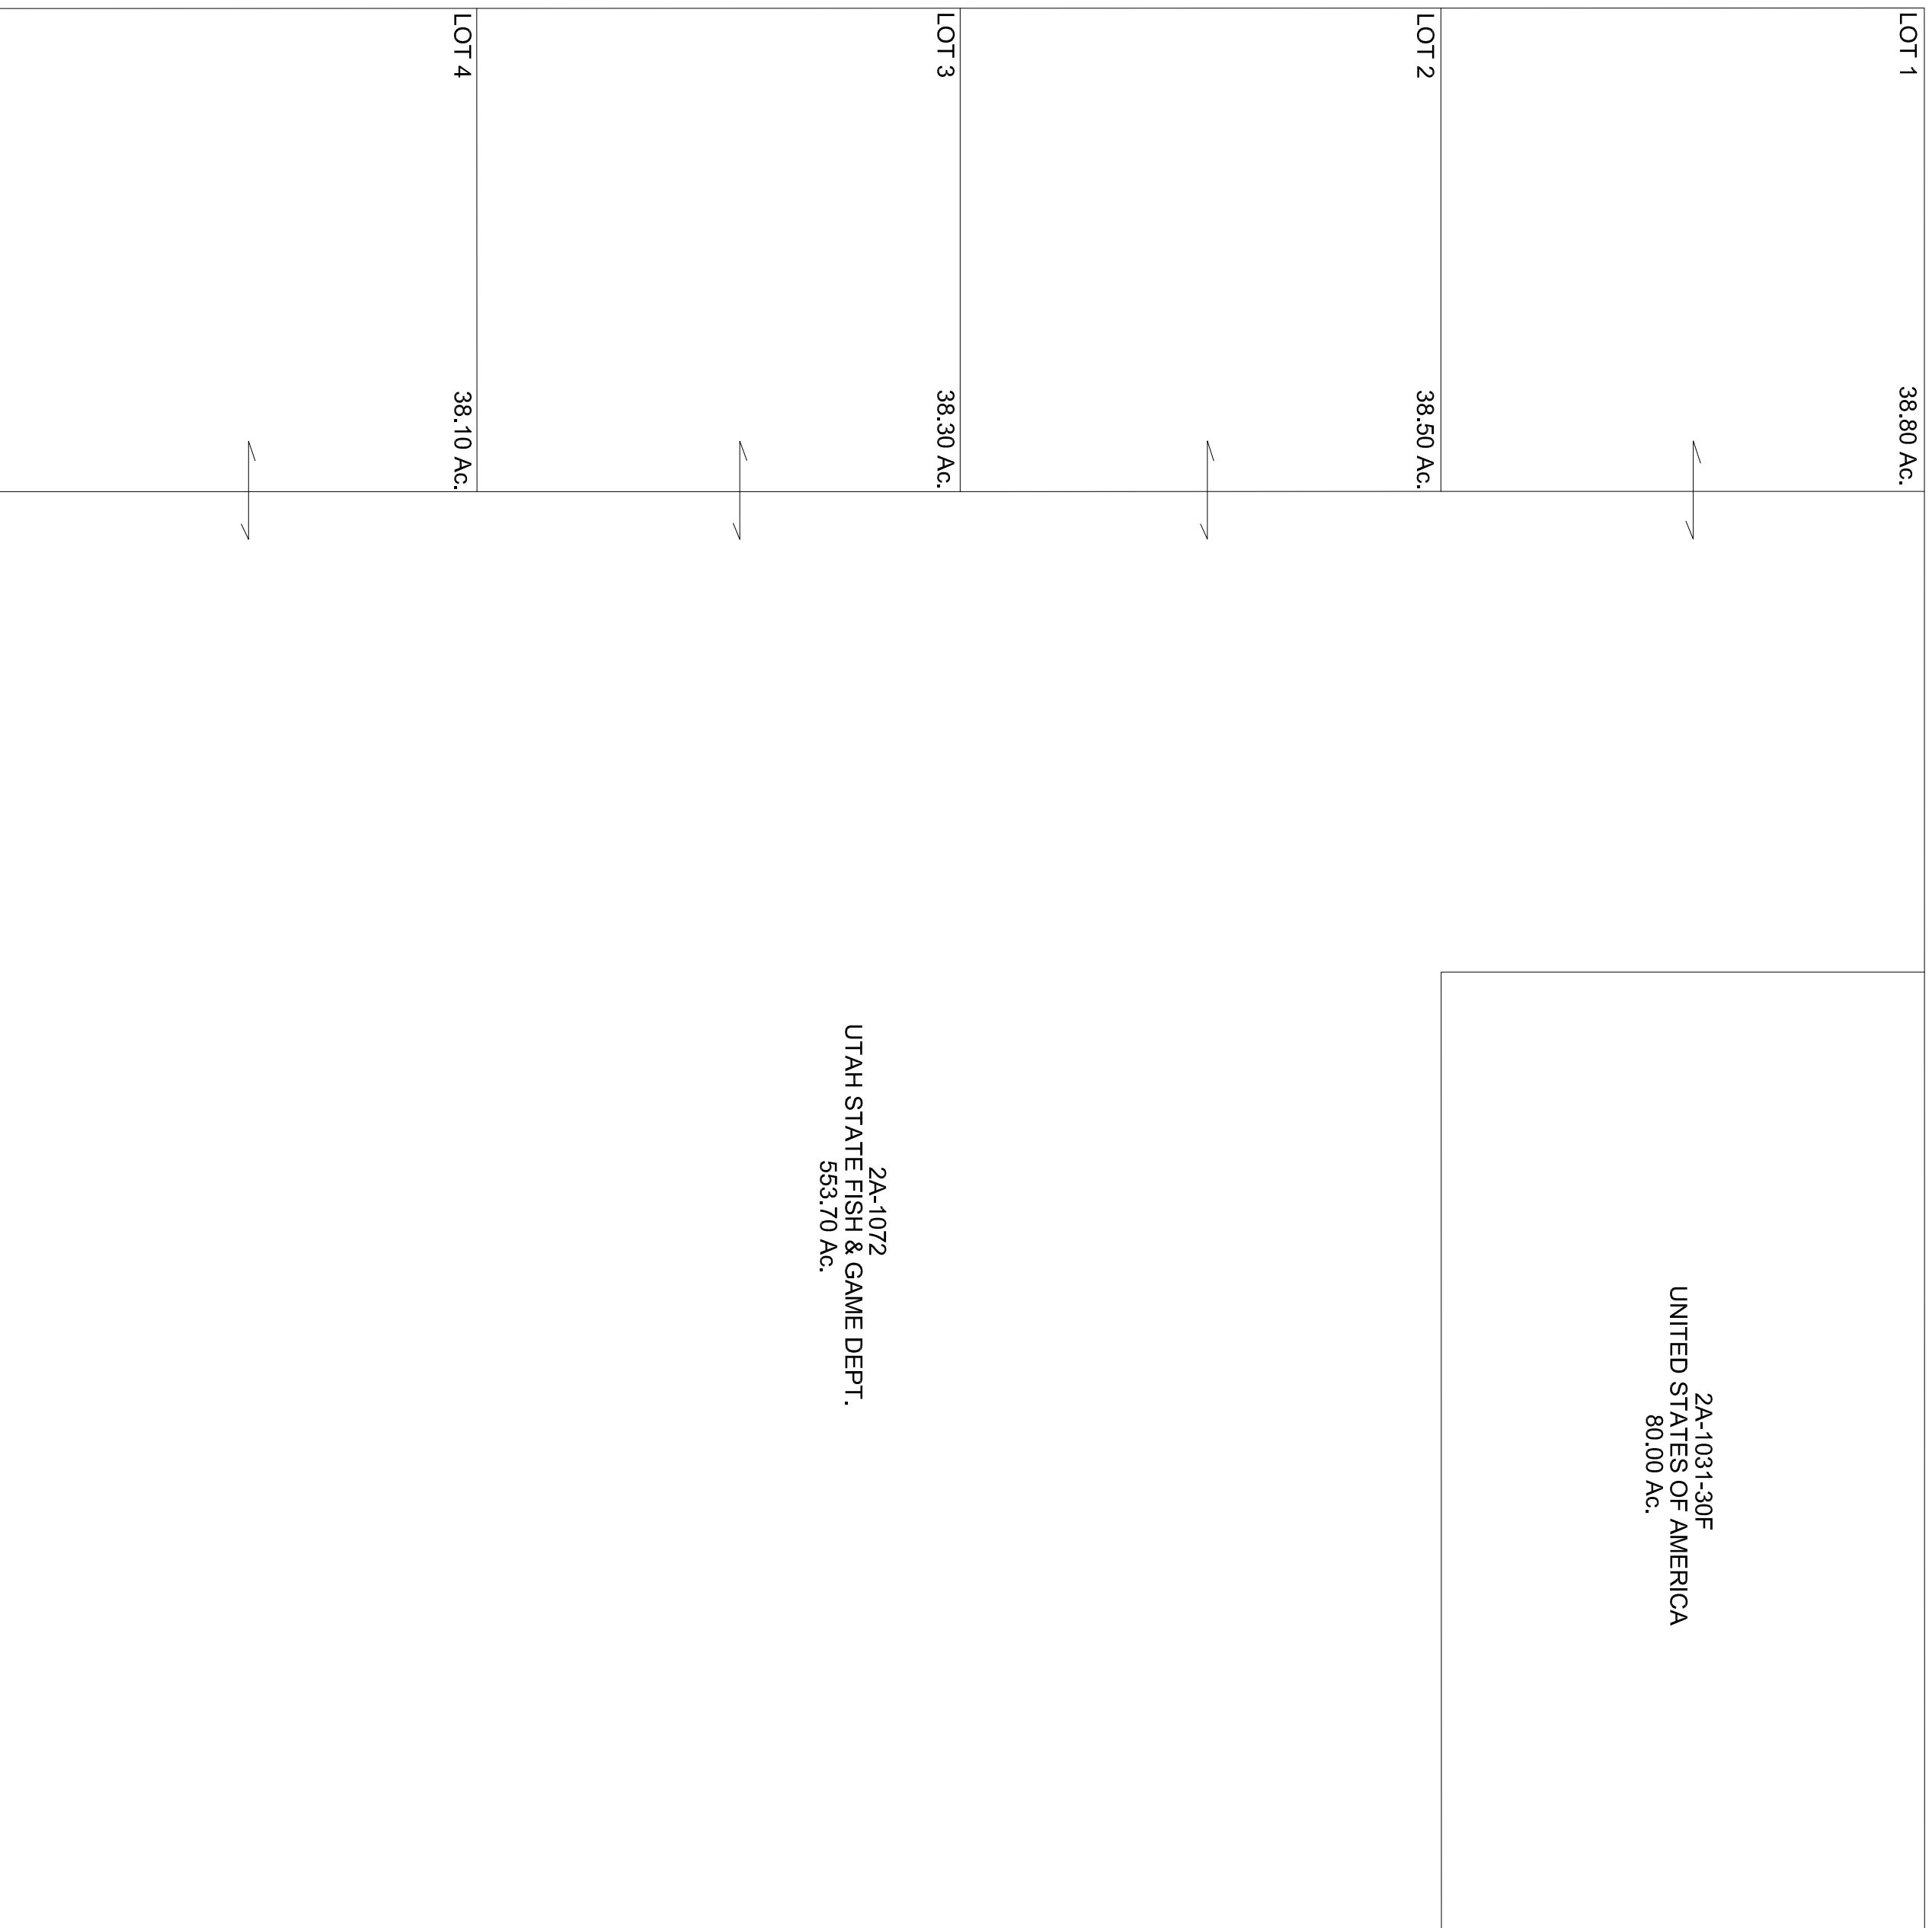 LOT 1
38.80 Ac.
LOT 2
38.50 Ac.
LOT 3
38.30 Ac.
LOT 4
38.10 Ac.
2A-1031-30F
UNITED STATES OF AMERICA
80.00 Ac.
2A-1072
UTAH STATE FISH & GAME DEPT.
553.70 Ac.